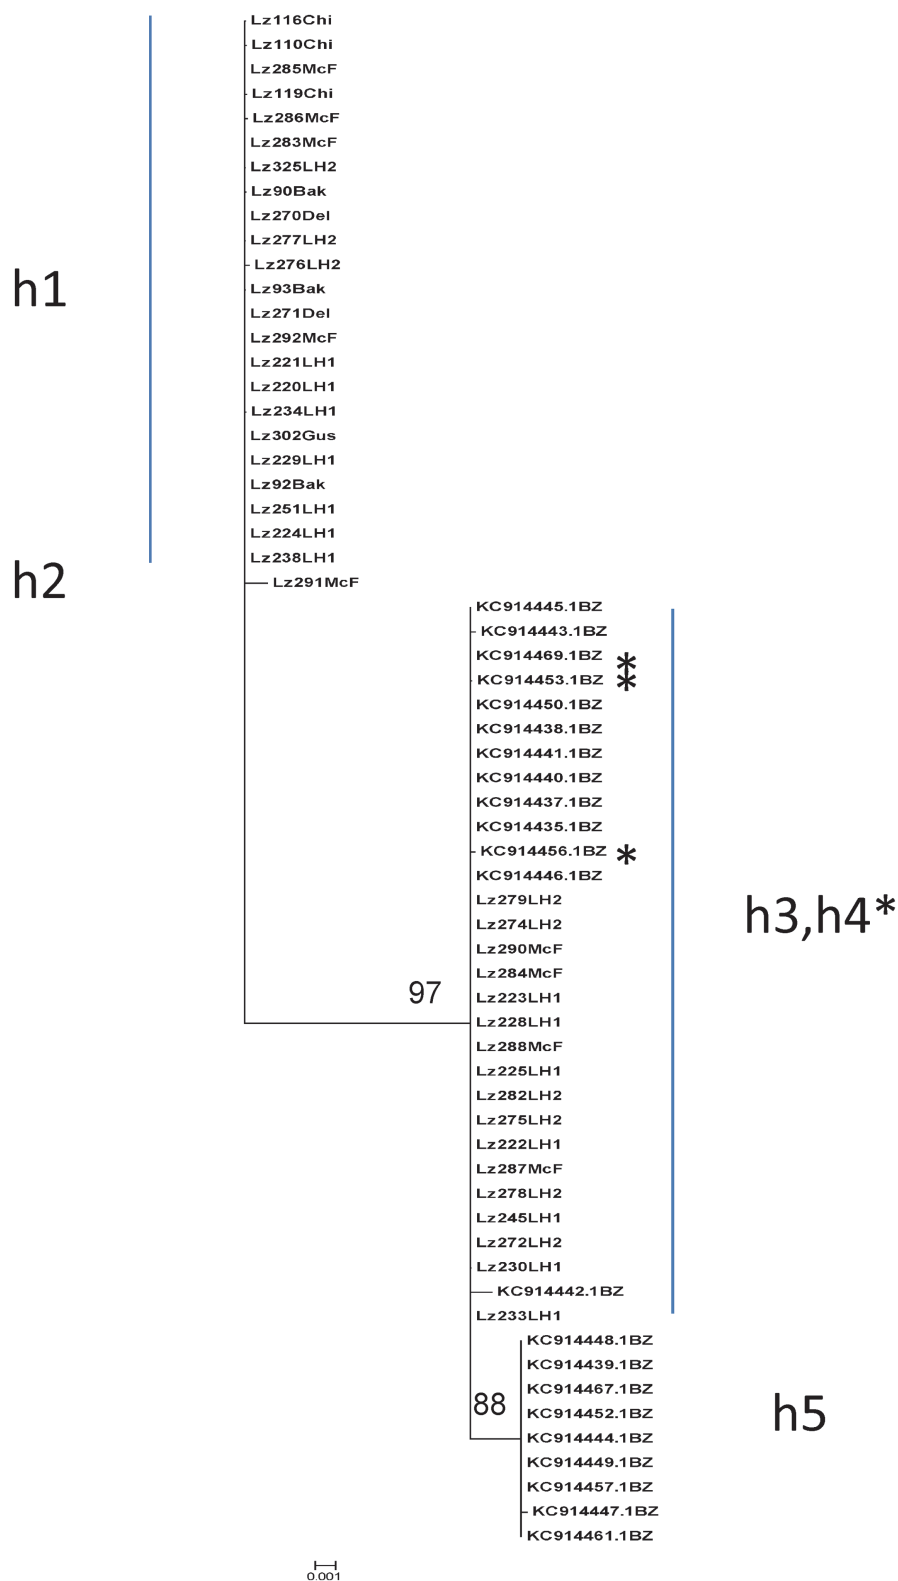 Lz116Chi
Lz110Chi
Lz285McF
Lz119Chi
Lz286McF
Lz283McF
Lz325LH2
Lz90Bak
Lz270Del
Lz277LH2
Lz276LH2
h1
Lz93Bak
Lz271Del
Lz292McF
Lz221LH1
Lz220LH1
Lz234LH1
Lz302Gus
Lz229LH1
Lz92Bak
Lz251LH1
Lz224LH1
Lz238LH1
h2
Lz291McF
KC914445.1BZ
KC914443.1BZ
KC914469.1BZ *
KC914453.1BZ *
KC914450.1BZ
KC914438.1BZ
KC914441.1BZ
KC914440.1BZ
KC914437.1BZ
KC914435.1BZ
KC914456.1BZ *
KC914446.1BZ
Lz279LH2
h3,h4*
Lz274LH2
Lz290McF
Lz284McF
97
Lz223LH1
Lz228LH1
Lz288McF
Lz225LH1
Lz282LH2
Lz275LH2
Lz222LH1
Lz287McF
Lz278LH2
Lz245LH1
Lz272LH2
Lz230LH1
KC914442.1BZ
Lz233LH1
KC914448.1BZ
KC914439.1BZ
KC914467.1BZ
88
h5
KC914452.1BZ
KC914444.1BZ
KC914449.1BZ
KC914457.1BZ
KC914447.1BZ
KC914461.1BZ
0.001